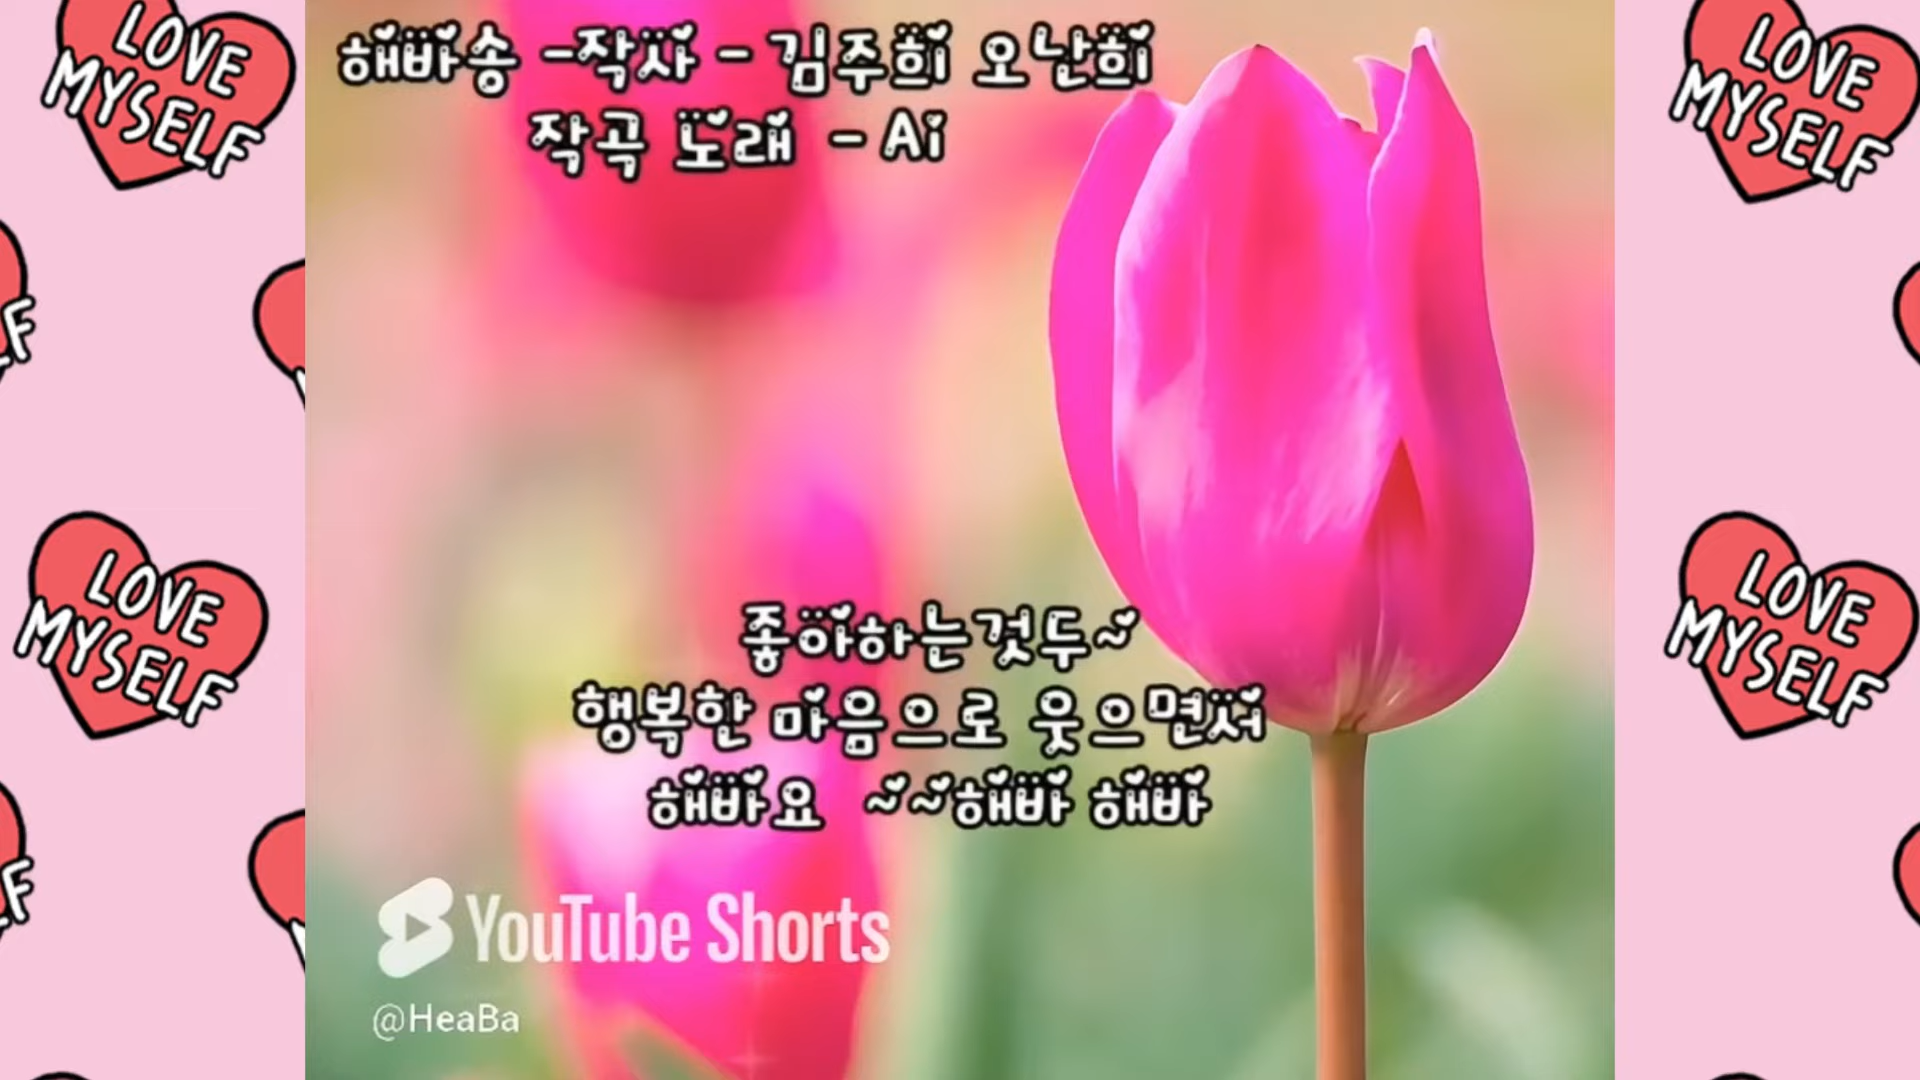 해바송 -작사 - 김주희 오난희
작곡 노래 - Ai
좋아하는것두~
행복한 마음으로 웃으면서
해바요 ~~해바 해바
YouTube Shorts
@HeaBa
LOVE
MYSELF
LOVE
MYSELF
LOVE
MYSELF
LOVE
MYSELF